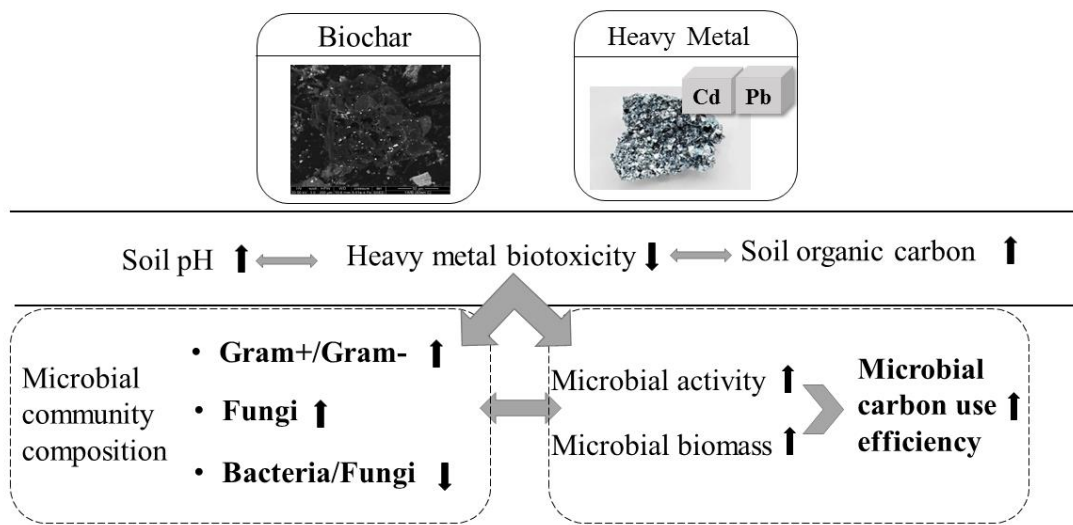 Biochar
Heavy Metal
Cd
Pb
Soil pH
Heavy metal biotoxicity
Soil organic carbon
Microbial
community
composition
• Gram+/Gram-
• Fungi
• Bacteria/Fungi
Microbial activity
Microbial biomass
Microbial
carbon use
efficiency